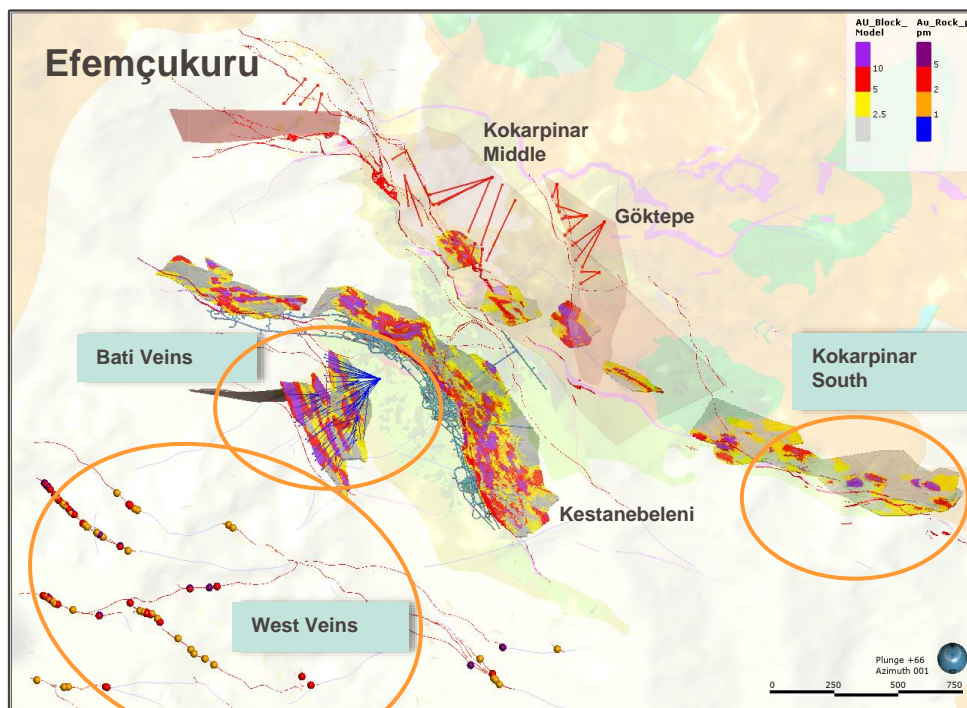 Efemçukuru
AU_Block_
Model
10
5
2.5
Au_Rock_p
pm
5
2
1
Kokarpinar
Middle
Göktepe
Bati Veins
Kokarpinar
South
Kestanebeleni
West Veins
Plunge +66
Azimuth 001
0
250
500
750